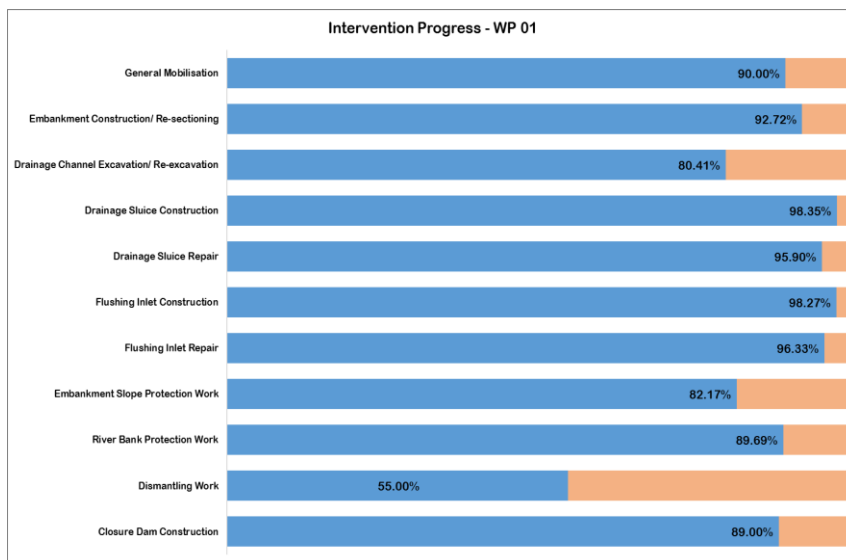 Intervention Progress - WP 01
General Mobilisation 90.00%
Embankment Construction/ Re-sectioning 92.72%
Drainage Channel Excavation/ Re-excavation 80.41%
Drainage Sluice Construction 98.35%
Drainage Sluice Repair 95.90%
Flushing Inlet Construction 98.27%
Flushing Inlet Repair 96.33%
Embankment Slope Protection Work 82.17%
River Bank Protection Work 89.69%
Dismantling Work 55.00%
Closure Dam Construction 89.00%